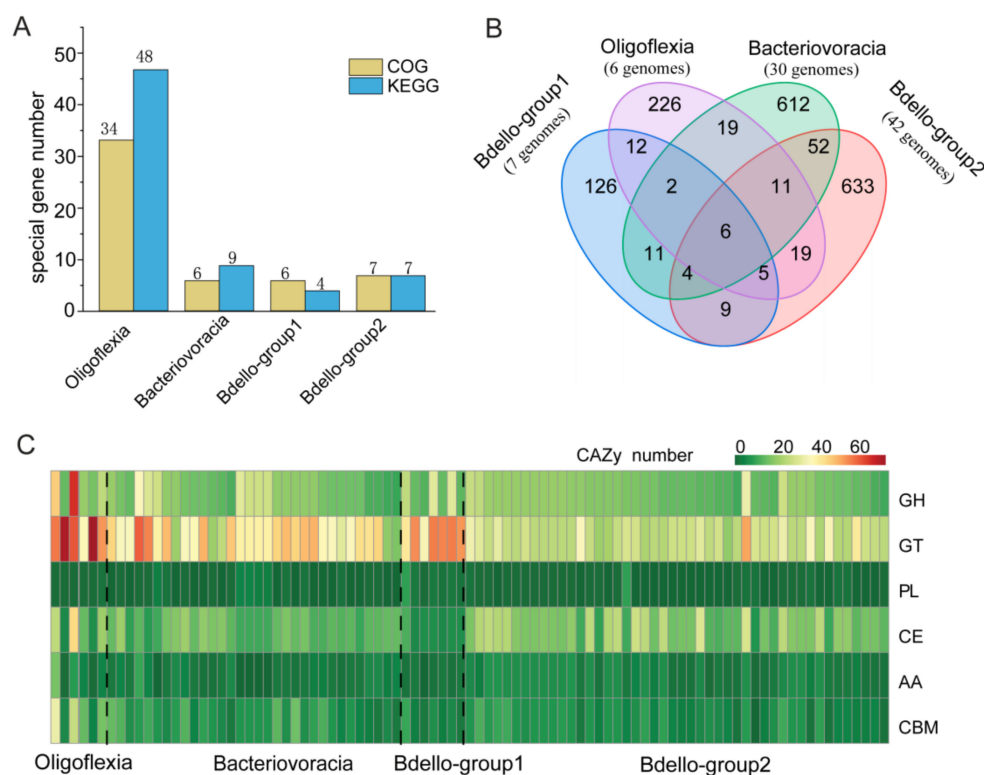 A
special gene number
50
40
30
20
10
0
34
48
6
9
6
4
7
7
COG
KEGG
Oligoflexia
Bacteriovoracia
Bdello-group1
Bdello-group2
B
Bdello-group1
(7 genomes)
Oligoflexia
(6 genomes)
Bacteriovoracia
(30 genomes)
Bdello-group2
(42 genomes)
226
612
19
12
52
126
2
11
633
6
11
4
5
19
9
C
CAZy number
0 20 40 60
GH
GT
PL
CE
AA
CBM
Oligoflexia Bacteriovoracia Bdello-group1 Bdello-group2